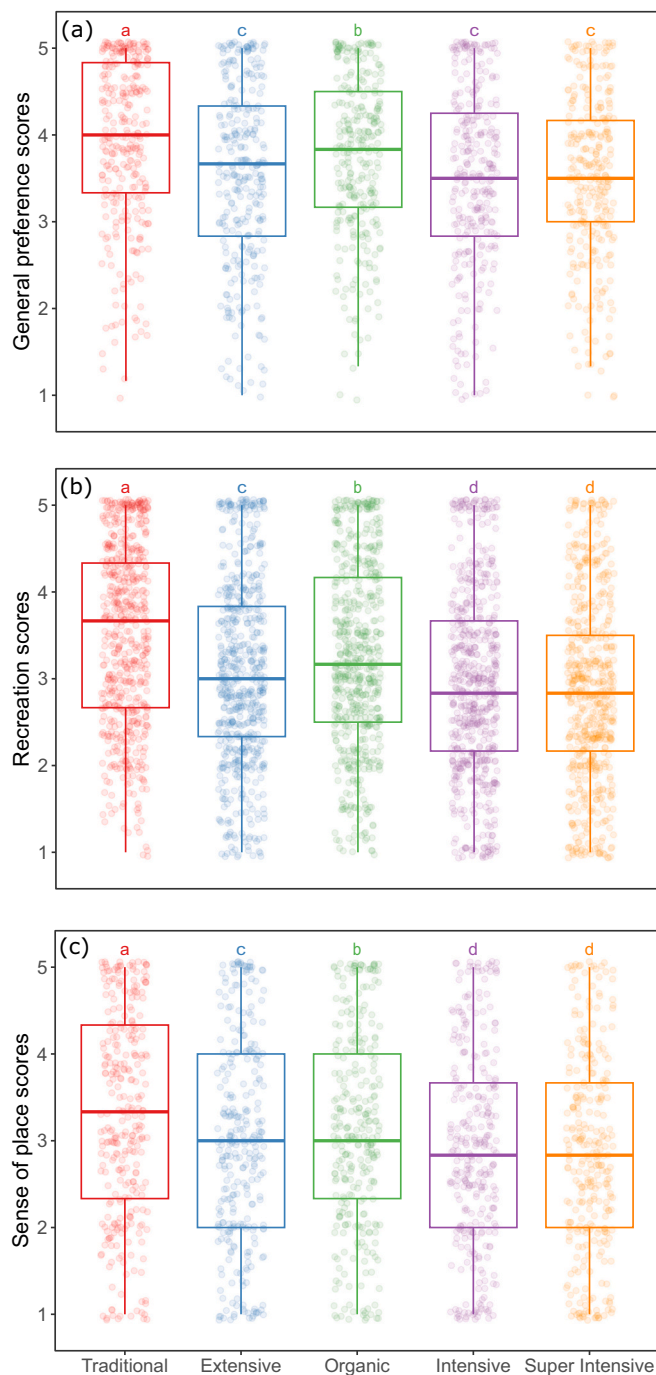 (a)
a c b c c
General preference scores
5
4
3
2
1
(b)
a c b d d
Recreation scores
5
4
3
2
1
(c)
a c b d d
Sense of place scores
5
4
3
2
1
Traditional Extensive Organic Intensive Super Intensive